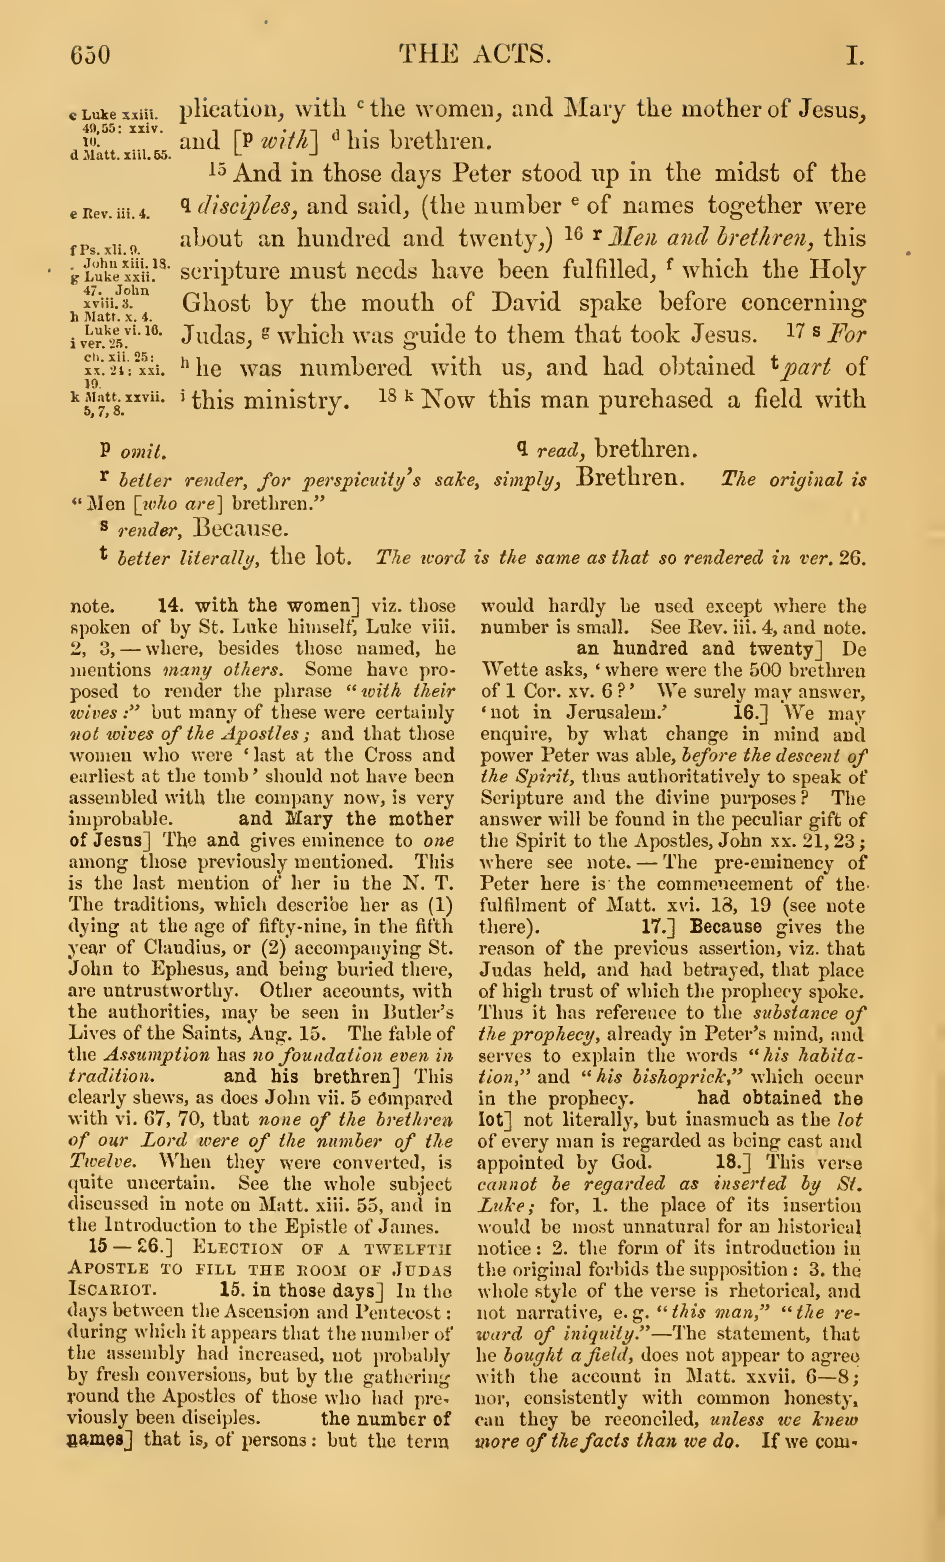 650
THE ACTS.
I.
c Luke xxiii.
49,55: xxiv.
10.
d Matt. xiii. 55.
e Rev. iii. 4.
f Ps. xli. 9.
John xiii. 18.
g Luke xxii.
47. John
xviii. 3.
h Matt. x. 4.
Luke vi. 16.
i ver. 25.
ch. xii. 25:
xx. 24: xxi.
19.
k Matt. xxvii.
5, 7, 8.
plication, with c the women, and Mary the mother of Jesus,
and [p with] d his brethren.
15 And in those days Peter stood up in the midst of the
q disciples, and said, (the number e of names together were
about an hundred and twenty,) 16 r Men and brethren, this
scripture must needs have been fulfilled, f which the Holy
Ghost by the mouth of David spake before concerning
Judas, g which was guide to them that took Jesus. 17 s For
h he was numbered with us, and had obtained t part of
i this ministry. 18 k Now this man purchased a field with
p omit.
q read, brethren.
r better render, for perspicuity's sake, simply, Brethren. The original is
“Men [who are] brethren.”
s render, Because.
t better literally, the lot. The word is the same as that so rendered in ver. 26.
note. 14. with the women] viz. those
spoken of by St. Luke himself, Luke viii.
2, 3,—where, besides those named, he
mentions many others. Some have pro-
posed to render the phrase “with their
wives:” but many of these were certainly
not wives of the Apostles; and that those
women who were ‘last at the Cross and
earliest at the tomb’ should not have been
assembled with the company now, is very
improbable. and Mary the mother
of Jesus] The and gives eminence to one
among those previously mentioned. This
is the last mention of her in the N. T.
The traditions, which describe her as (1)
dying at the age of fifty-nine, in the fifth
year of Claudius, or (2) accompanying St.
John to Ephesus, and being buried there,
are untrustworthy. Other accounts, with
the authorities, may be seen in Butler's
Lives of the Saints, Aug. 15. The fable of
the Assumption has no foundation even in
tradition. and his brethren] This
clearly shews, as does John vii. 5 compared
with vi. 67, 70, that none of the brethren
of our Lord were of the number of the
Twelve. When they were converted, is
quite uncertain. See the whole subject
discussed in note on Matt. xiii. 55, and in
the Introduction to the Epistle of James.
15—26.] ELECTION OF A TWELFTH
APOSTLE TO FILL THE ROOM OF JUDAS
ISCARIOT. 15. in those days] In the
days between the Ascension and Pentecost:
during which it appears that the number of
the assembly had increased, not probably
by fresh conversions, but by the gathering
round the Apostles of those who had pre-
viously been disciples. the number of
names] that is, of persons: but the term
would hardly be used except where the
number is small. See Rev. iii. 4, and note.
an hundred and twenty] De
Wette asks, ‘where were the 500 brethren
of 1 Cor. xv. 6?’ We surely may answer,
‘not in Jerusalem.’ 16.] We may
enquire, by what change in mind and
power Peter was able, before the descent of
the Spirit, thus authoritatively to speak of
Scripture and the divine purposes? The
answer will be found in the peculiar gift of
the Spirit to the Apostles, John xx. 21, 23;
where see note.—The pre-eminency of
Peter here is the commencement of the
fulfilment of Matt. xvi. 18, 19 (see note
there). 17.] Because gives the
reason of the previous assertion, viz. that
Judas held, and had betrayed, that place
of high trust of which the prophecy spoke.
Thus it has reference to the substance of
the prophecy, already in Peter's mind, and
serves to explain the words “his habita-
tion,” and “his bishoprick,” which occur
in the prophecy. had obtained the
lot] not literally, but inasmuch as the lot
of every man is regarded as being cast and
appointed by God. 18.] This verse
cannot be regarded as inserted by St.
Luke; for, 1. the place of its insertion
would be most unnatural for an historical
notice: 2. the form of its introduction in
the original forbids the supposition: 3. the
whole style of the verse is rhetorical, and
not narrative, e. g. “this man,” “the re-
ward of iniquity.”—The statement, that
he bought a field, does not appear to agree
with the account in Matt. xxvii. 6—8;
nor, consistently with common honesty,
can they be reconciled, unless we knew
more of the facts than we do. If we com-